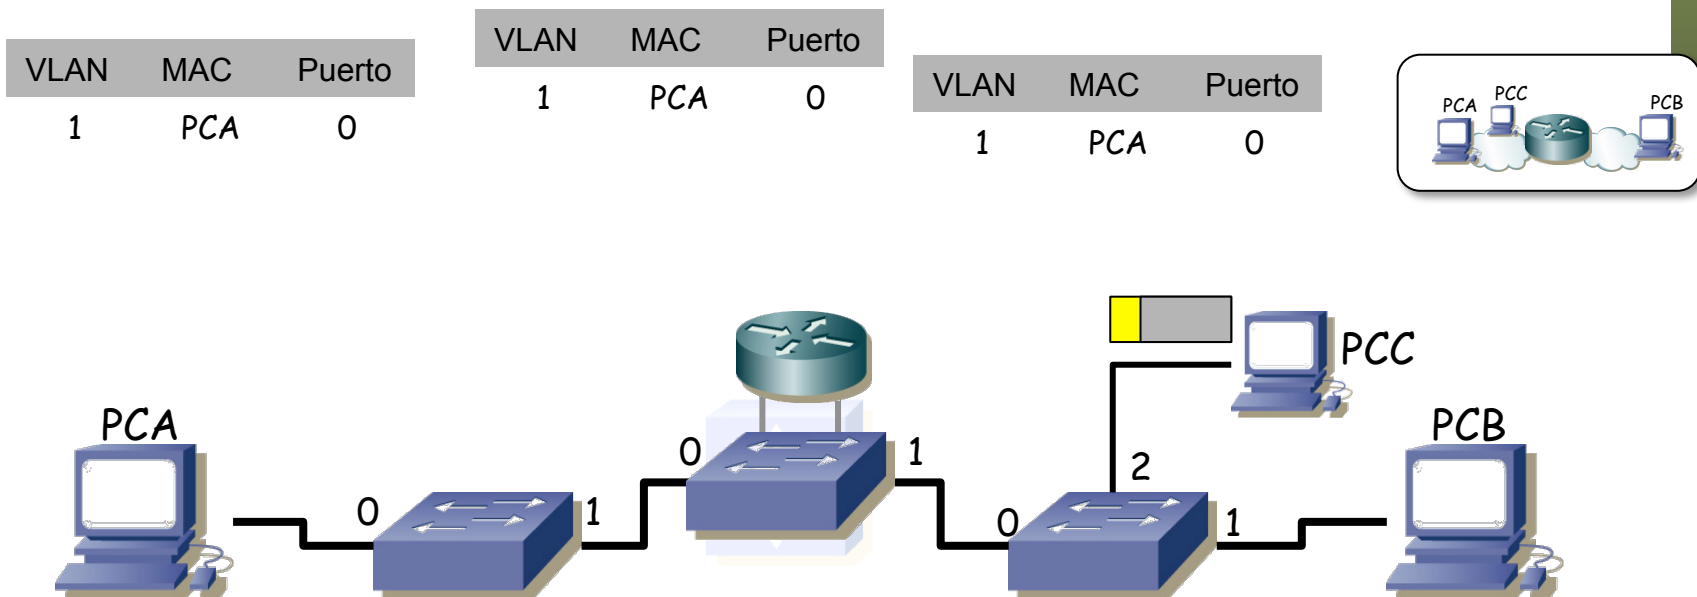 VLAN MAC Puerto
1 PCA 0
VLAN MAC Puerto
1 PCA 0
VLAN MAC Puerto
1 PCA 0
PCA PCC PCB
PCC
PCA
PCB
0 1
0 1
0 2 1